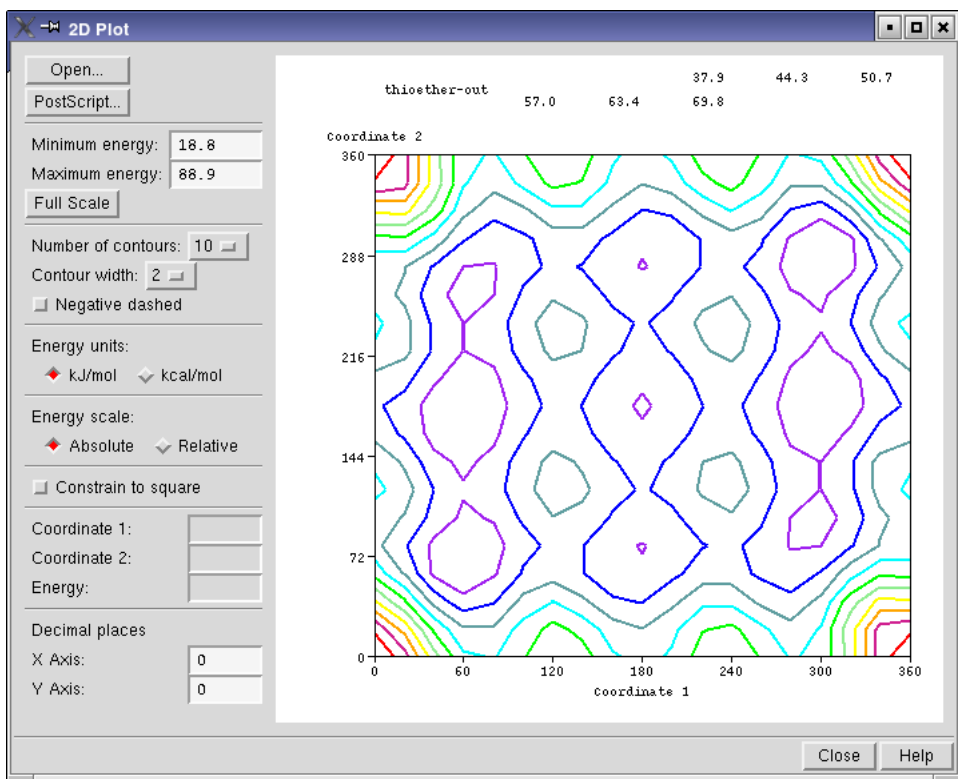 2D Plot
Open...
PostScript...
Minimum energy: 18.8
Maximum energy: 88.9
Full Scale
Number of contours: 10
Contour width: 2
Negative dashed
Energy units:
kJ/mol kcal/mol
Energy scale:
Absolute Relative
Constrain to square
Coordinate 1:
Coordinate 2:
Energy:
Decimal places
X Axis: 0
Y Axis: 0
37.9 44.3 50.7
thioether-out
57.0 63.4 69.8
Coordinate 2
360
288
216
144
72
0
0 60 120 180 240 300 360
Coordinate 1
Close Help